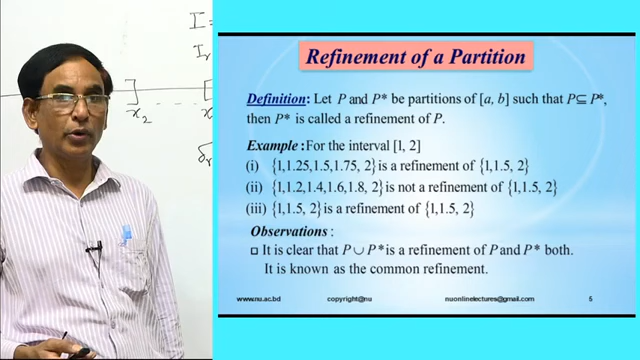 I =
I_r
x_2
δ_r
Refinement of a Partition
Definition: Let P and P* be partitions of [a, b] such that P⊆ P*,
then P* is called a refinement of P.
Example : For the interval [1, 2]
(i) {1,1.25,1.5,1.75, 2} is a refinement of {1,1.5, 2}
(ii) {1,1.2,1.4,1.6,1.8, 2} is not a refinement of {1,1.5, 2}
(iii) {1,1.5, 2} is a refinement of {1,1.5, 2}
Observations :
□ It is clear that P ∪ P* is a refinement of P and P* both.
It is known as the common refinement.
www.nu.ac.bd copyright@nu nuonlinelectures@gmail.com 5